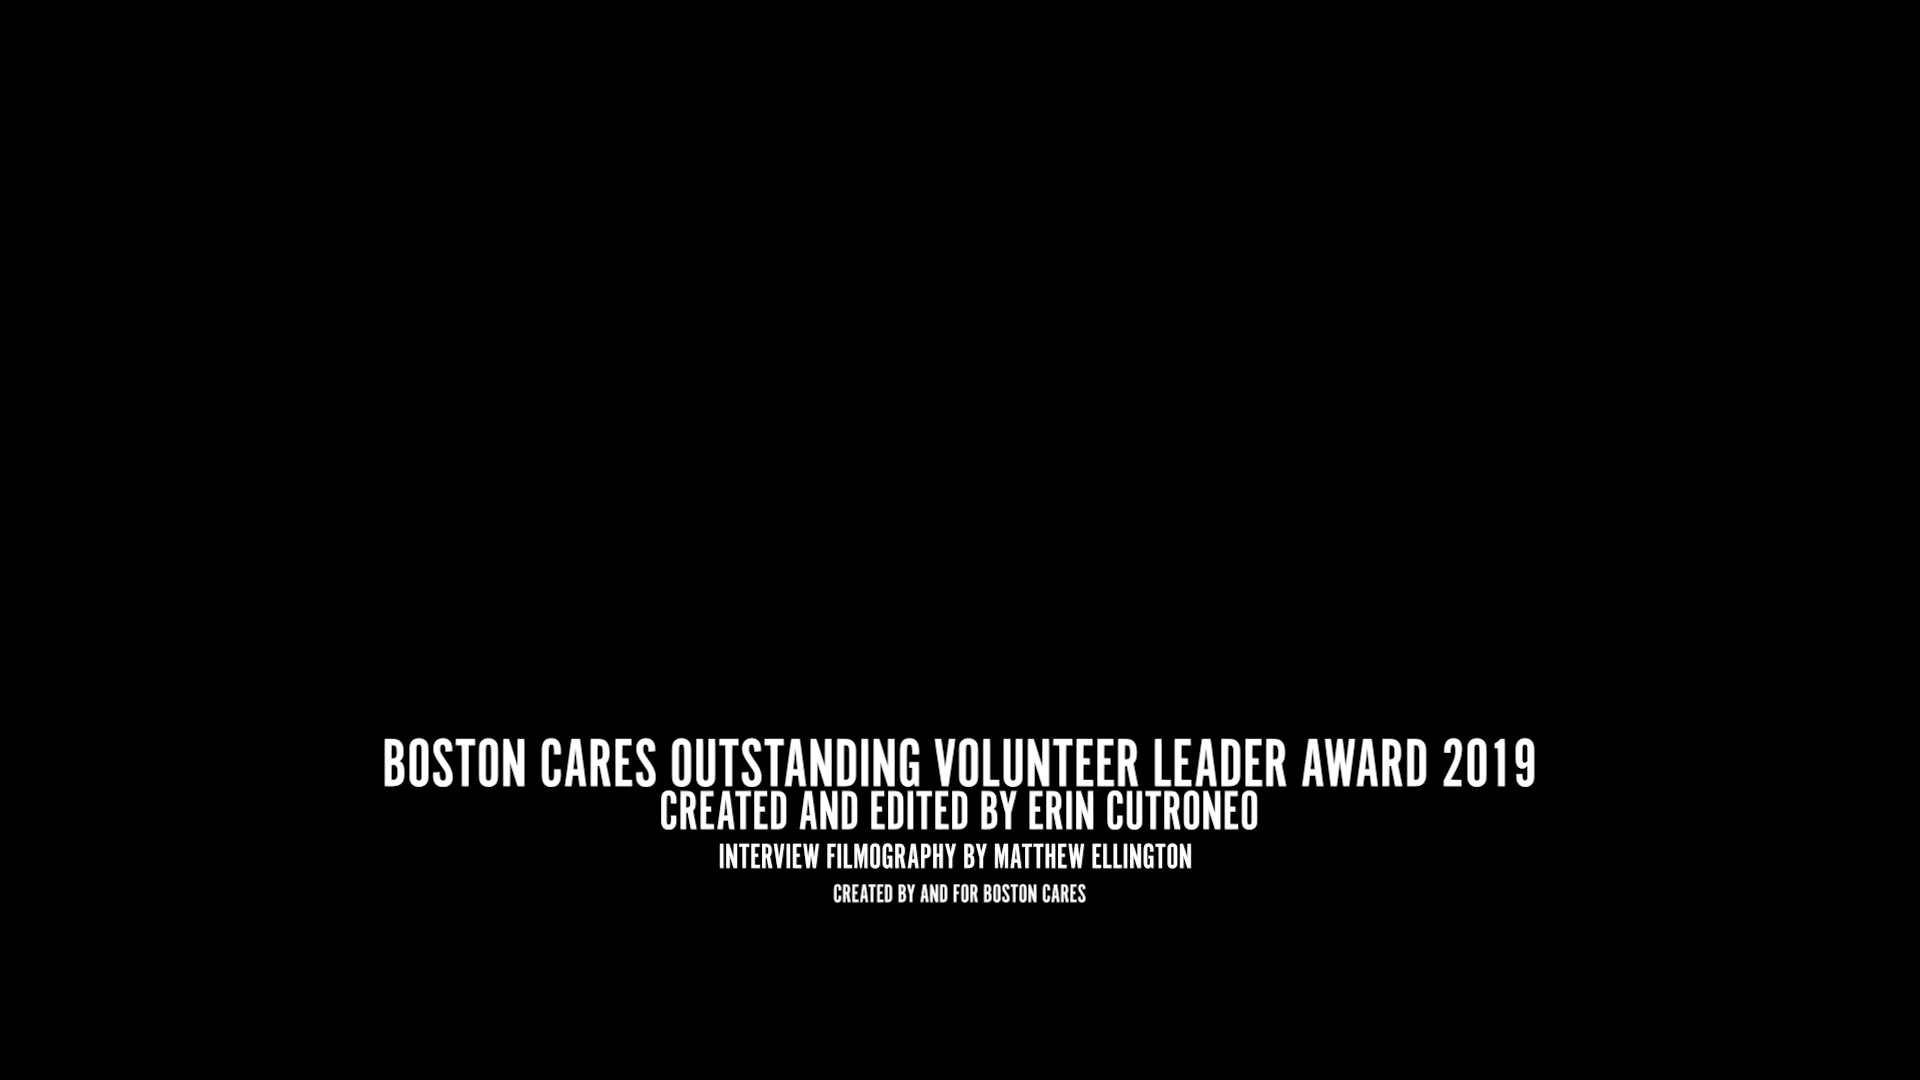 BOSTON CARES OUTSTANDING VOLUNTEER LEADER AWARD 2019
CREATED AND EDITED BY ERIN CUTRONEO
INTERVIEW FILMOGRAPHY BY MATTHEW ELLINGTON
CREATED BY AND FOR BOSTON CARES